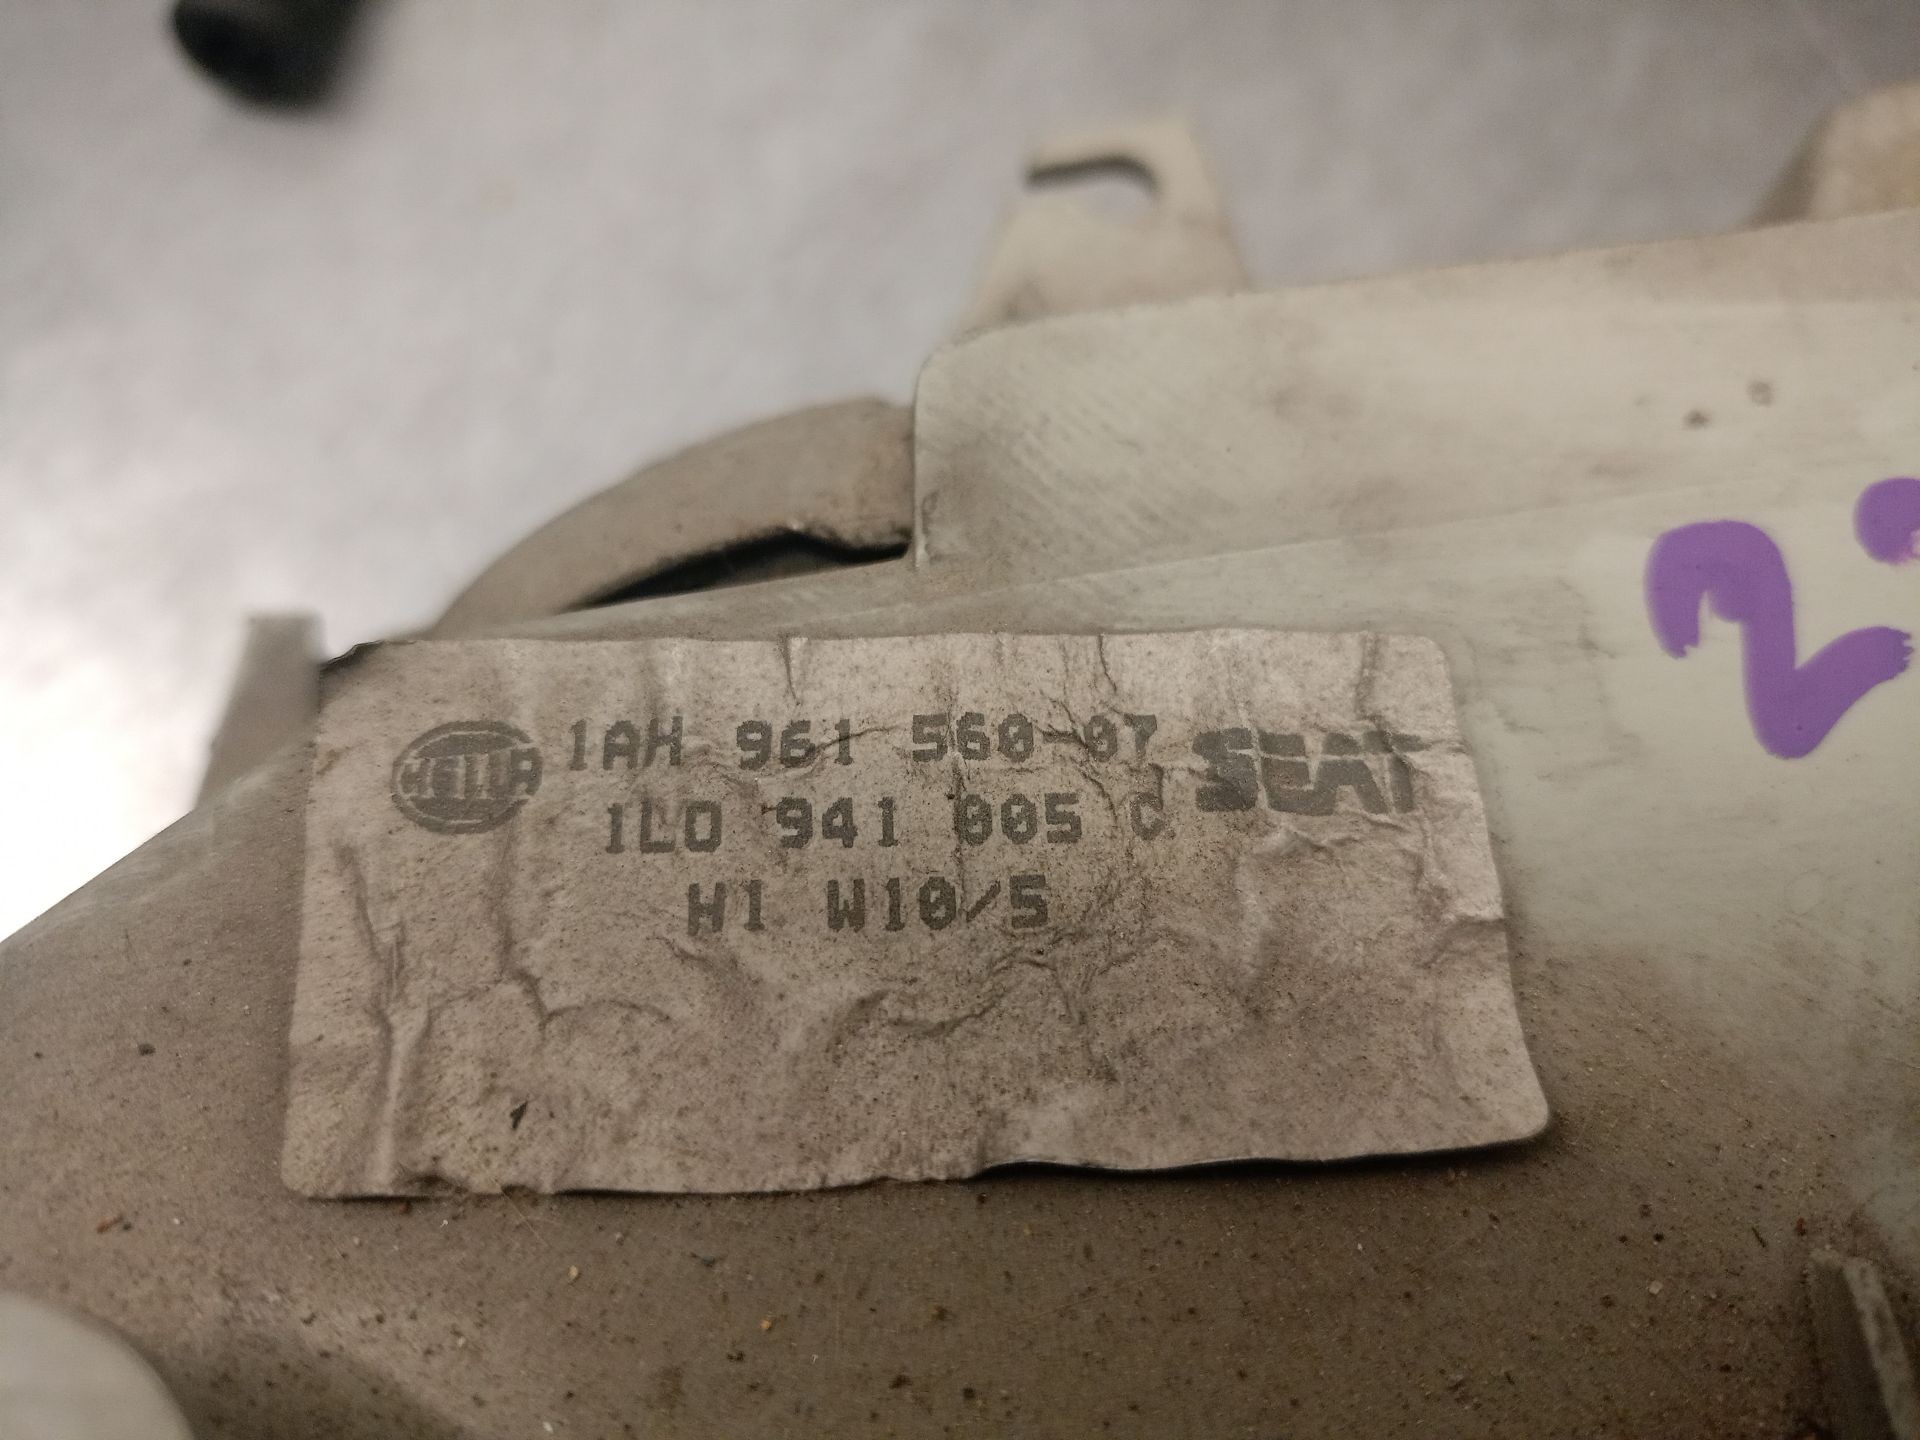 HELLA 1AH 961 560-07 SEAT
1L0 941 005 C
H1 W10/5